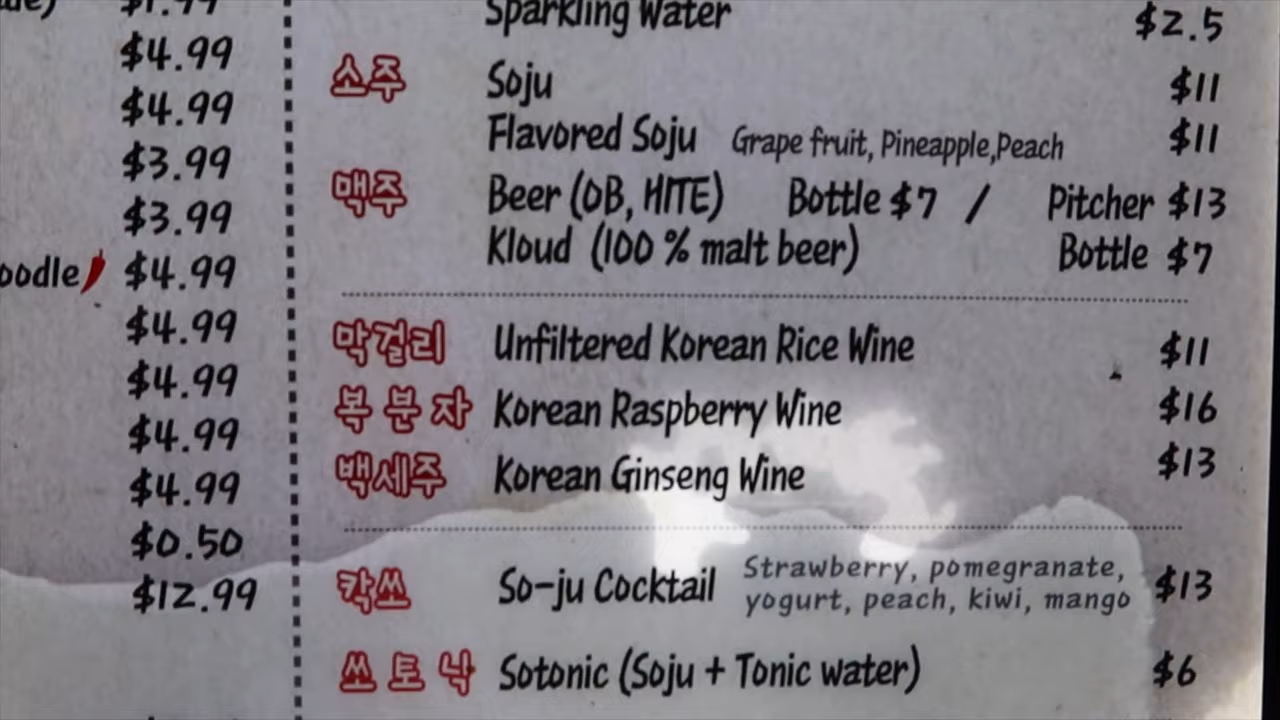 $1.99
$4.99
$4.99
$3.99
$3.99
oodle $4.99
$4.99
$4.99
$4.99
$4.99
$0.50
$12.99
Sparkling Water $2.5
소주 Soju $11
Flavored Soju Grape fruit, Pineapple,Peach $11
맥주 Beer (OB, HITE) Bottle $7 / Pitcher $13
Kloud (100 % malt beer) Bottle $7
막걸리 Unfiltered Korean Rice Wine $11
복분자 Korean Raspberry Wine $16
백세주 Korean Ginseng Wine $13
칵쓰 So-ju Cocktail Strawberry, pomegranate, $13
yogurt, peach, kiwi, mango
쏘토닉 Sotonic (Soju + Tonic water) $6